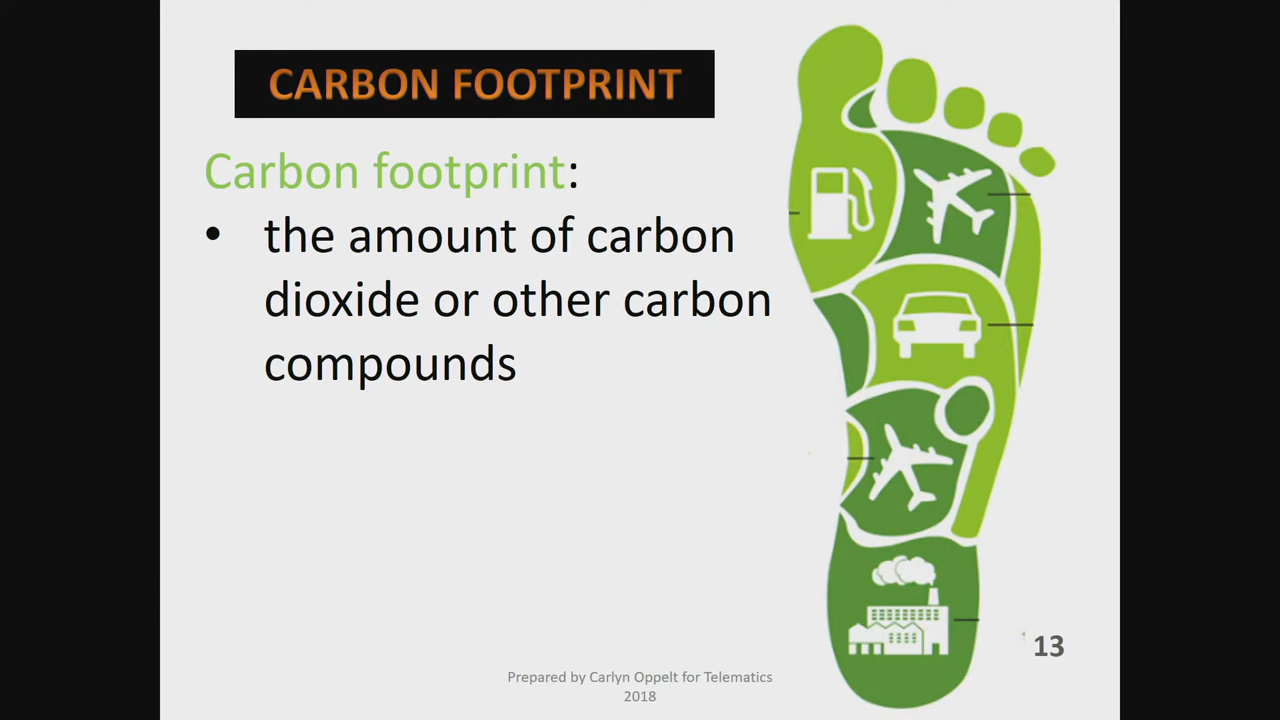 CARBON FOOTPRINT
Carbon footprint:
• the amount of carbon
dioxide or other carbon
compounds
13
Prepared by Carlyn Oppelt for Telematics
2018